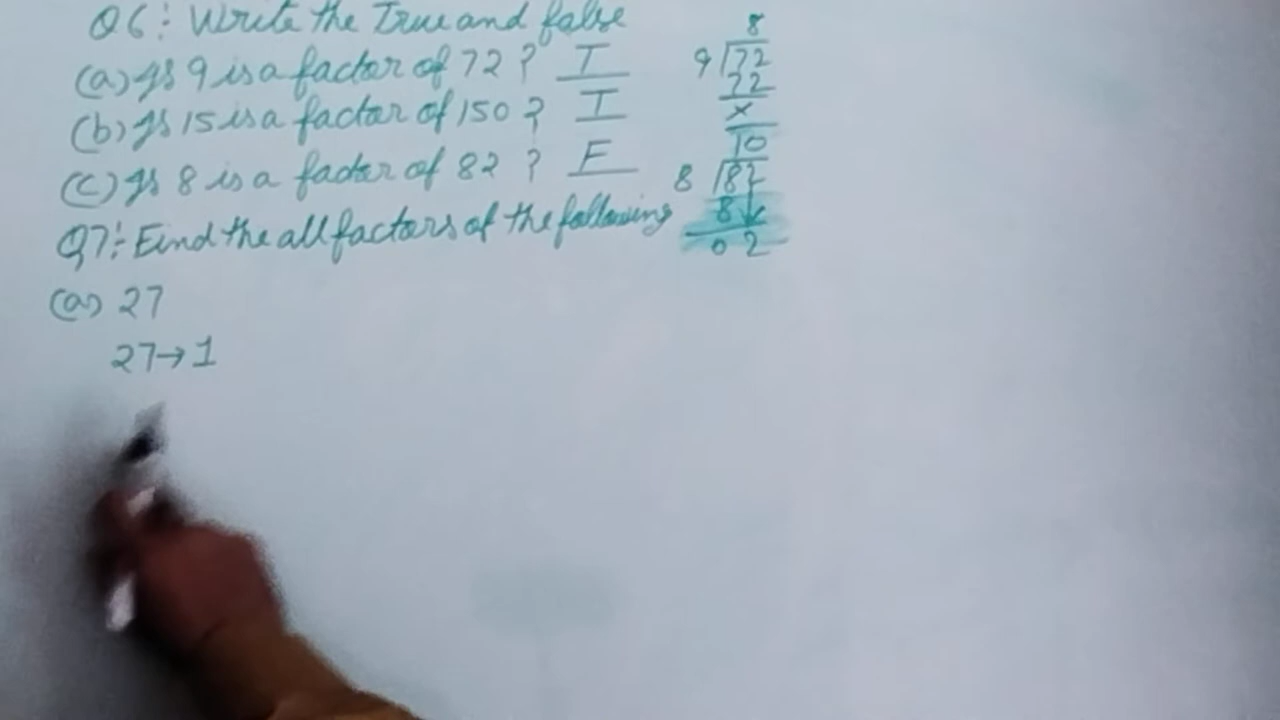 Q6: Write the True and false
(a) Is 9 is a factor of 72? T
(b) Is 15 is a factor of 150? T
(c) Is 8 is a factor of 82? F
Q7: Find the all factors of the following
(a) 27
27→1
8
9 72
72
x
10
8 82
8
02